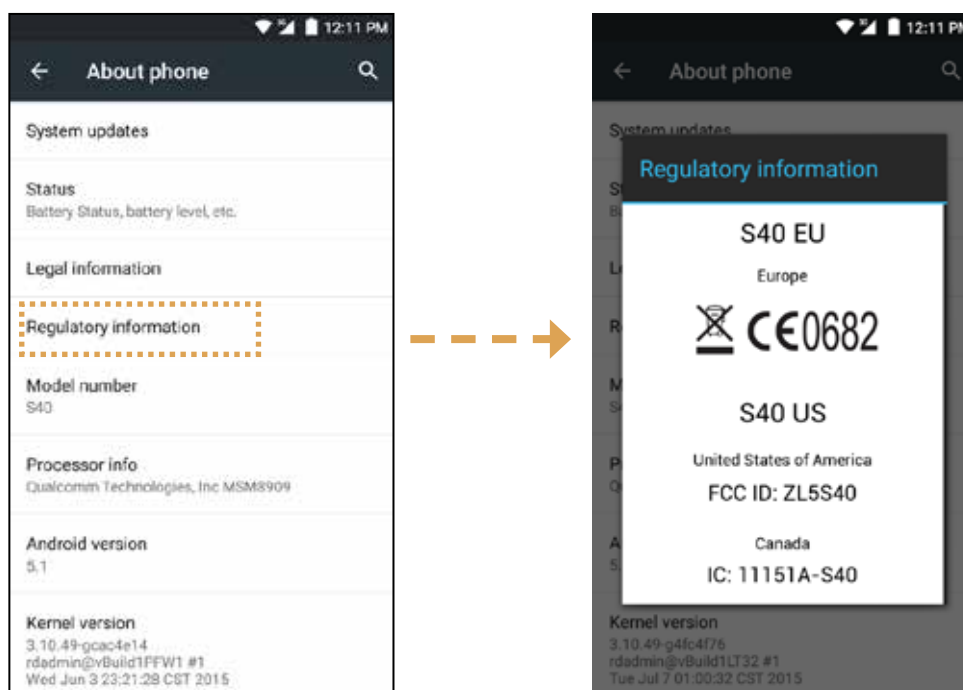 12:11 PM
About phone
System updates
Status
Battery Status, battery level, etc.
Legal information
Regulatory information
Model number
S40
Processor info
Qualcomm Technologies, Inc MSM8909
Android version
5.1
Kernel version
3.10.49-gcac4e14
rdadmin@vBuild1FFW1 #1
Wed Jun 3 23:21:28 CST 2015
12:11 PM
About phone
System updates
Regulatory information
S40 EU
Europe
CE0682
S40 US
United States of America
FCC ID: ZL5S40
Canada
IC: 11151A-S40
Kernel version
3.10.49-g4fc4f76
rdadmin@vBuild1LT32 #1
Tue Jul 7 01:00:32 CST 2015